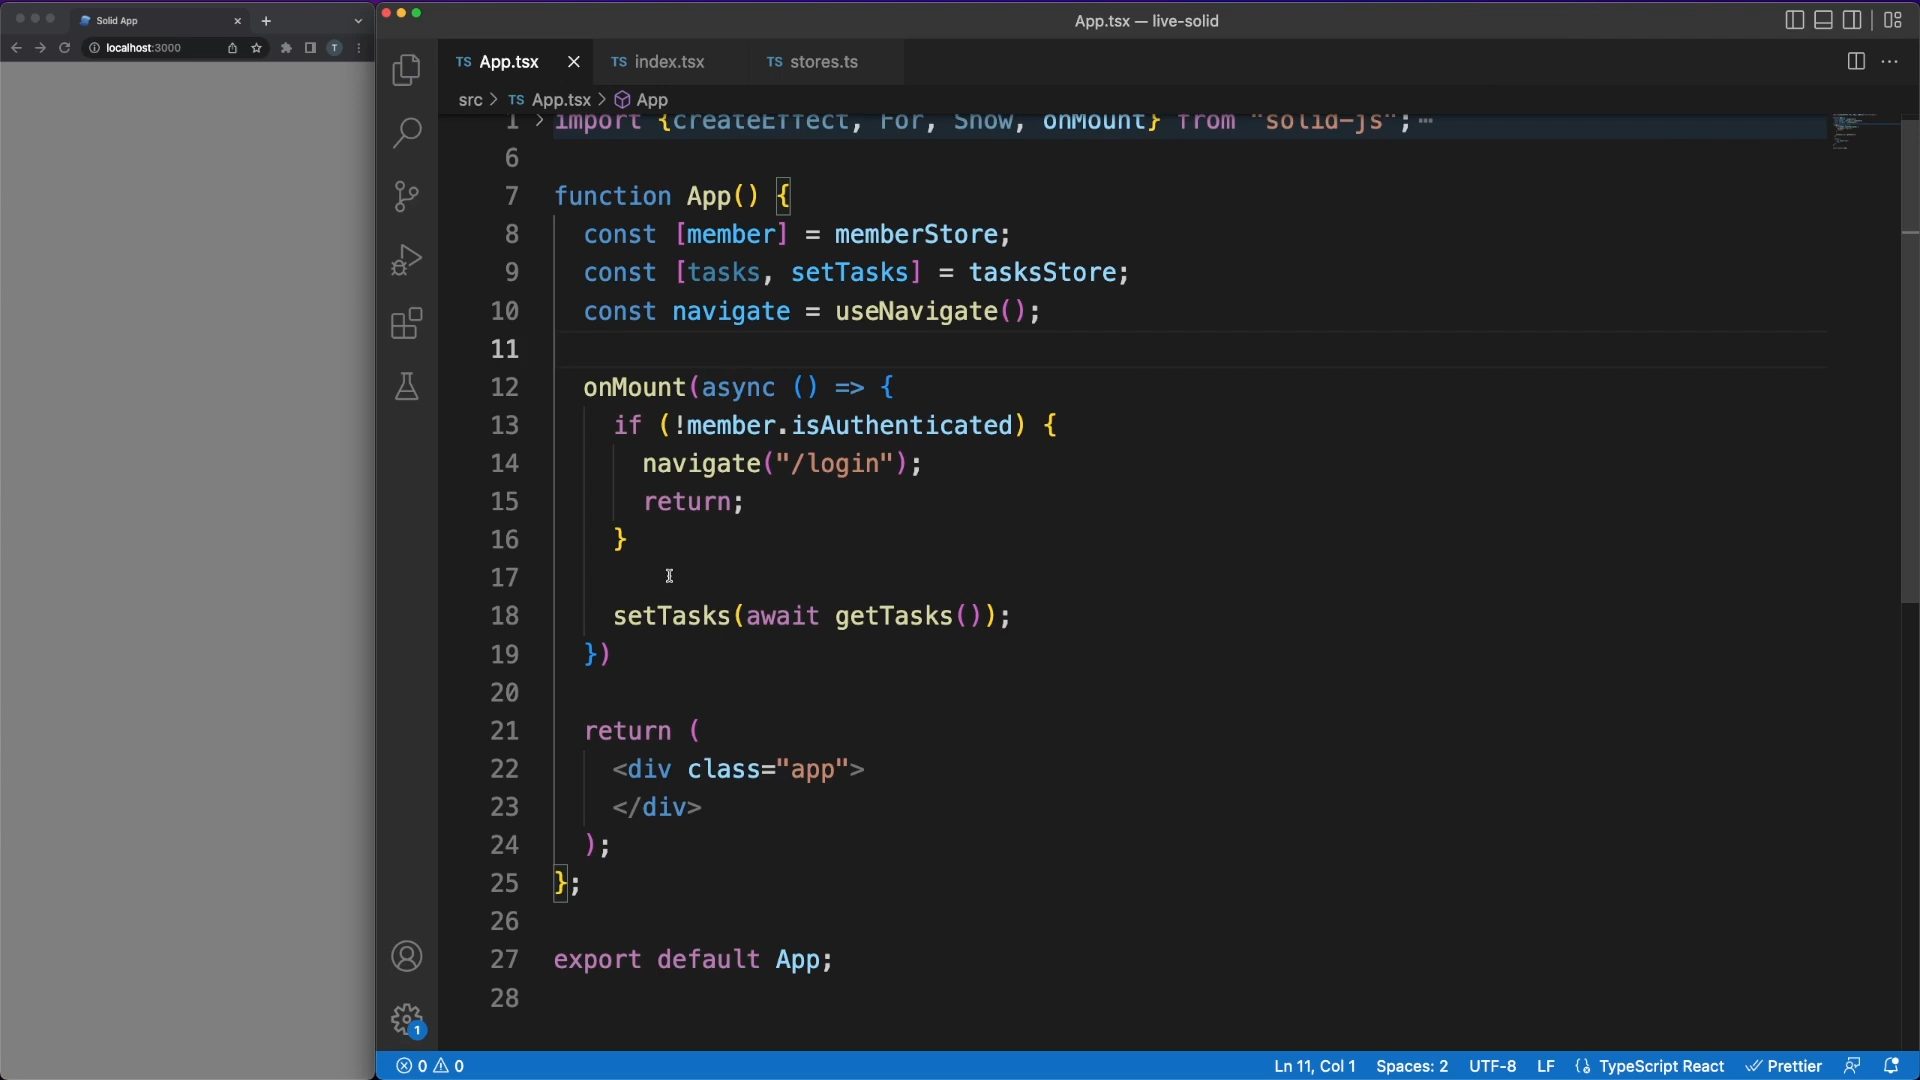 Solid App
localhost:3000
T
App.tsx — live-solid
TS App.tsx
TS index.tsx
TS stores.ts
src > TS App.tsx > App
1 import {createEffect, For, Show, onMount} from "solid-js";
6
7 function App() {
8 const [member] = memberStore;
9 const [tasks, setTasks] = tasksStore;
10 const navigate = useNavigate();
11
12 onMount(async () => {
13 if (!member.isAuthenticated) {
14 navigate("/login");
15 return;
16 }
17
18 setTasks(await getTasks());
19 })
20
21 return (
22 <div class="app">
23 </div>
24 );
25 };
26
27 export default App;
28
1
0 0 Ln 11, Col 1 Spaces: 2 UTF-8 LF TypeScript React Prettier